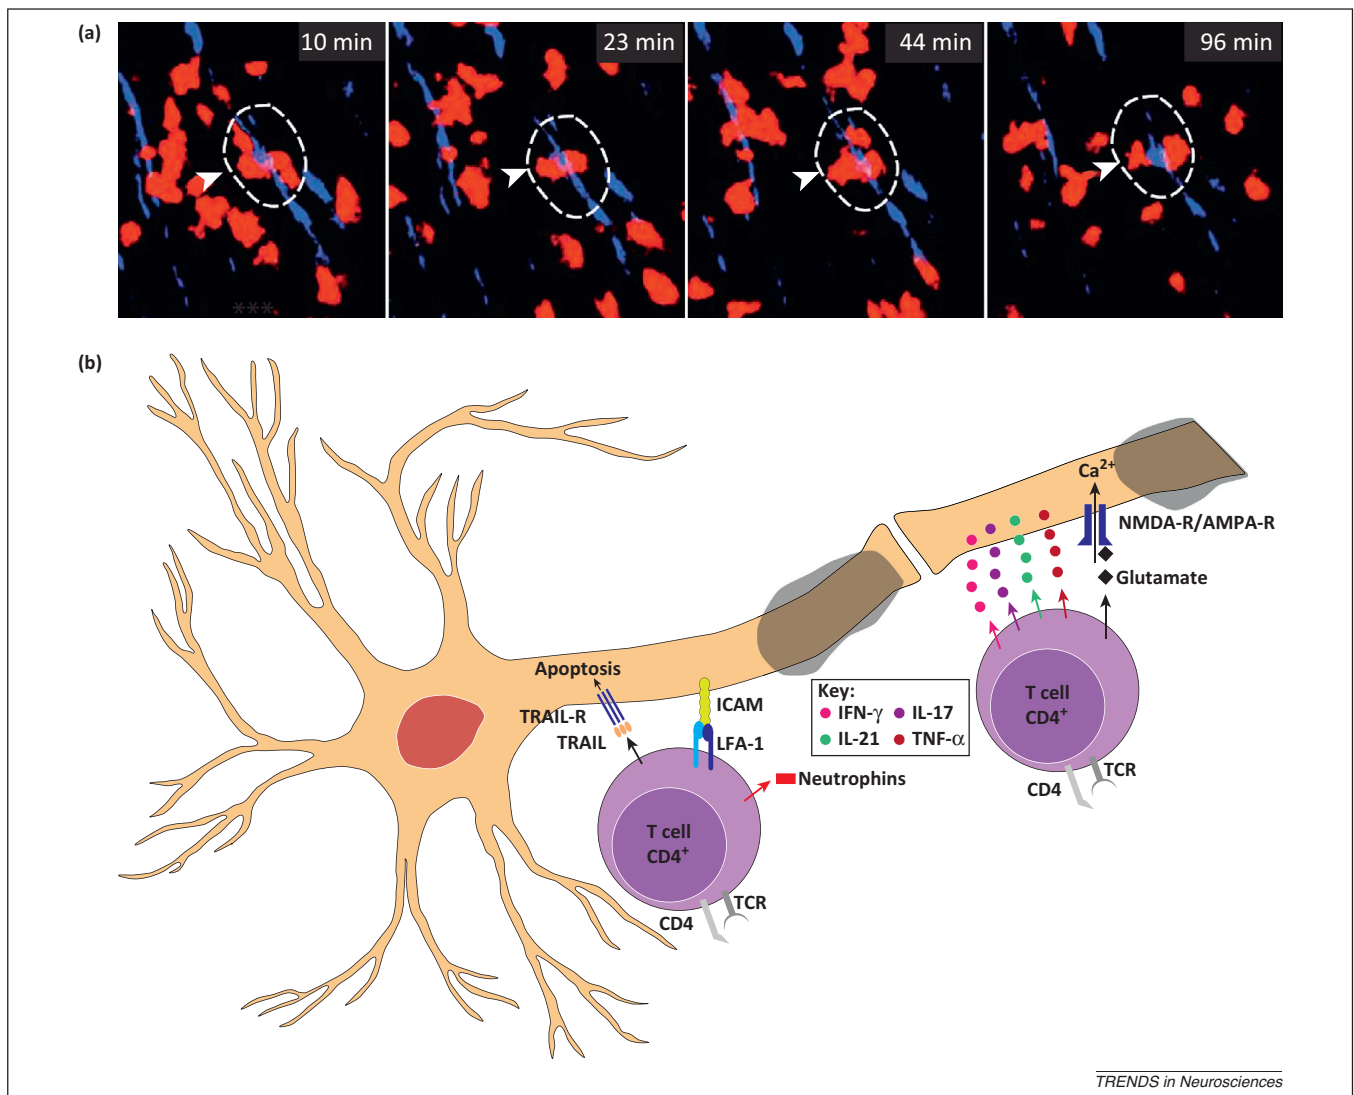 (a)
10 min
23 min
44 min
96 min
***
(b)
Ca2+
NMDA-R/AMPA-R
Glutamate
Apoptosis
TRAIL-R
TRAIL
ICAM
LFA-1
Neutrophins
T cell
CD4+
CD4
TCR
Key:
IFN-γ IL-17
IL-21 TNF-α
T cell
CD4+
CD4
TCR
TRENDS in Neurosciences